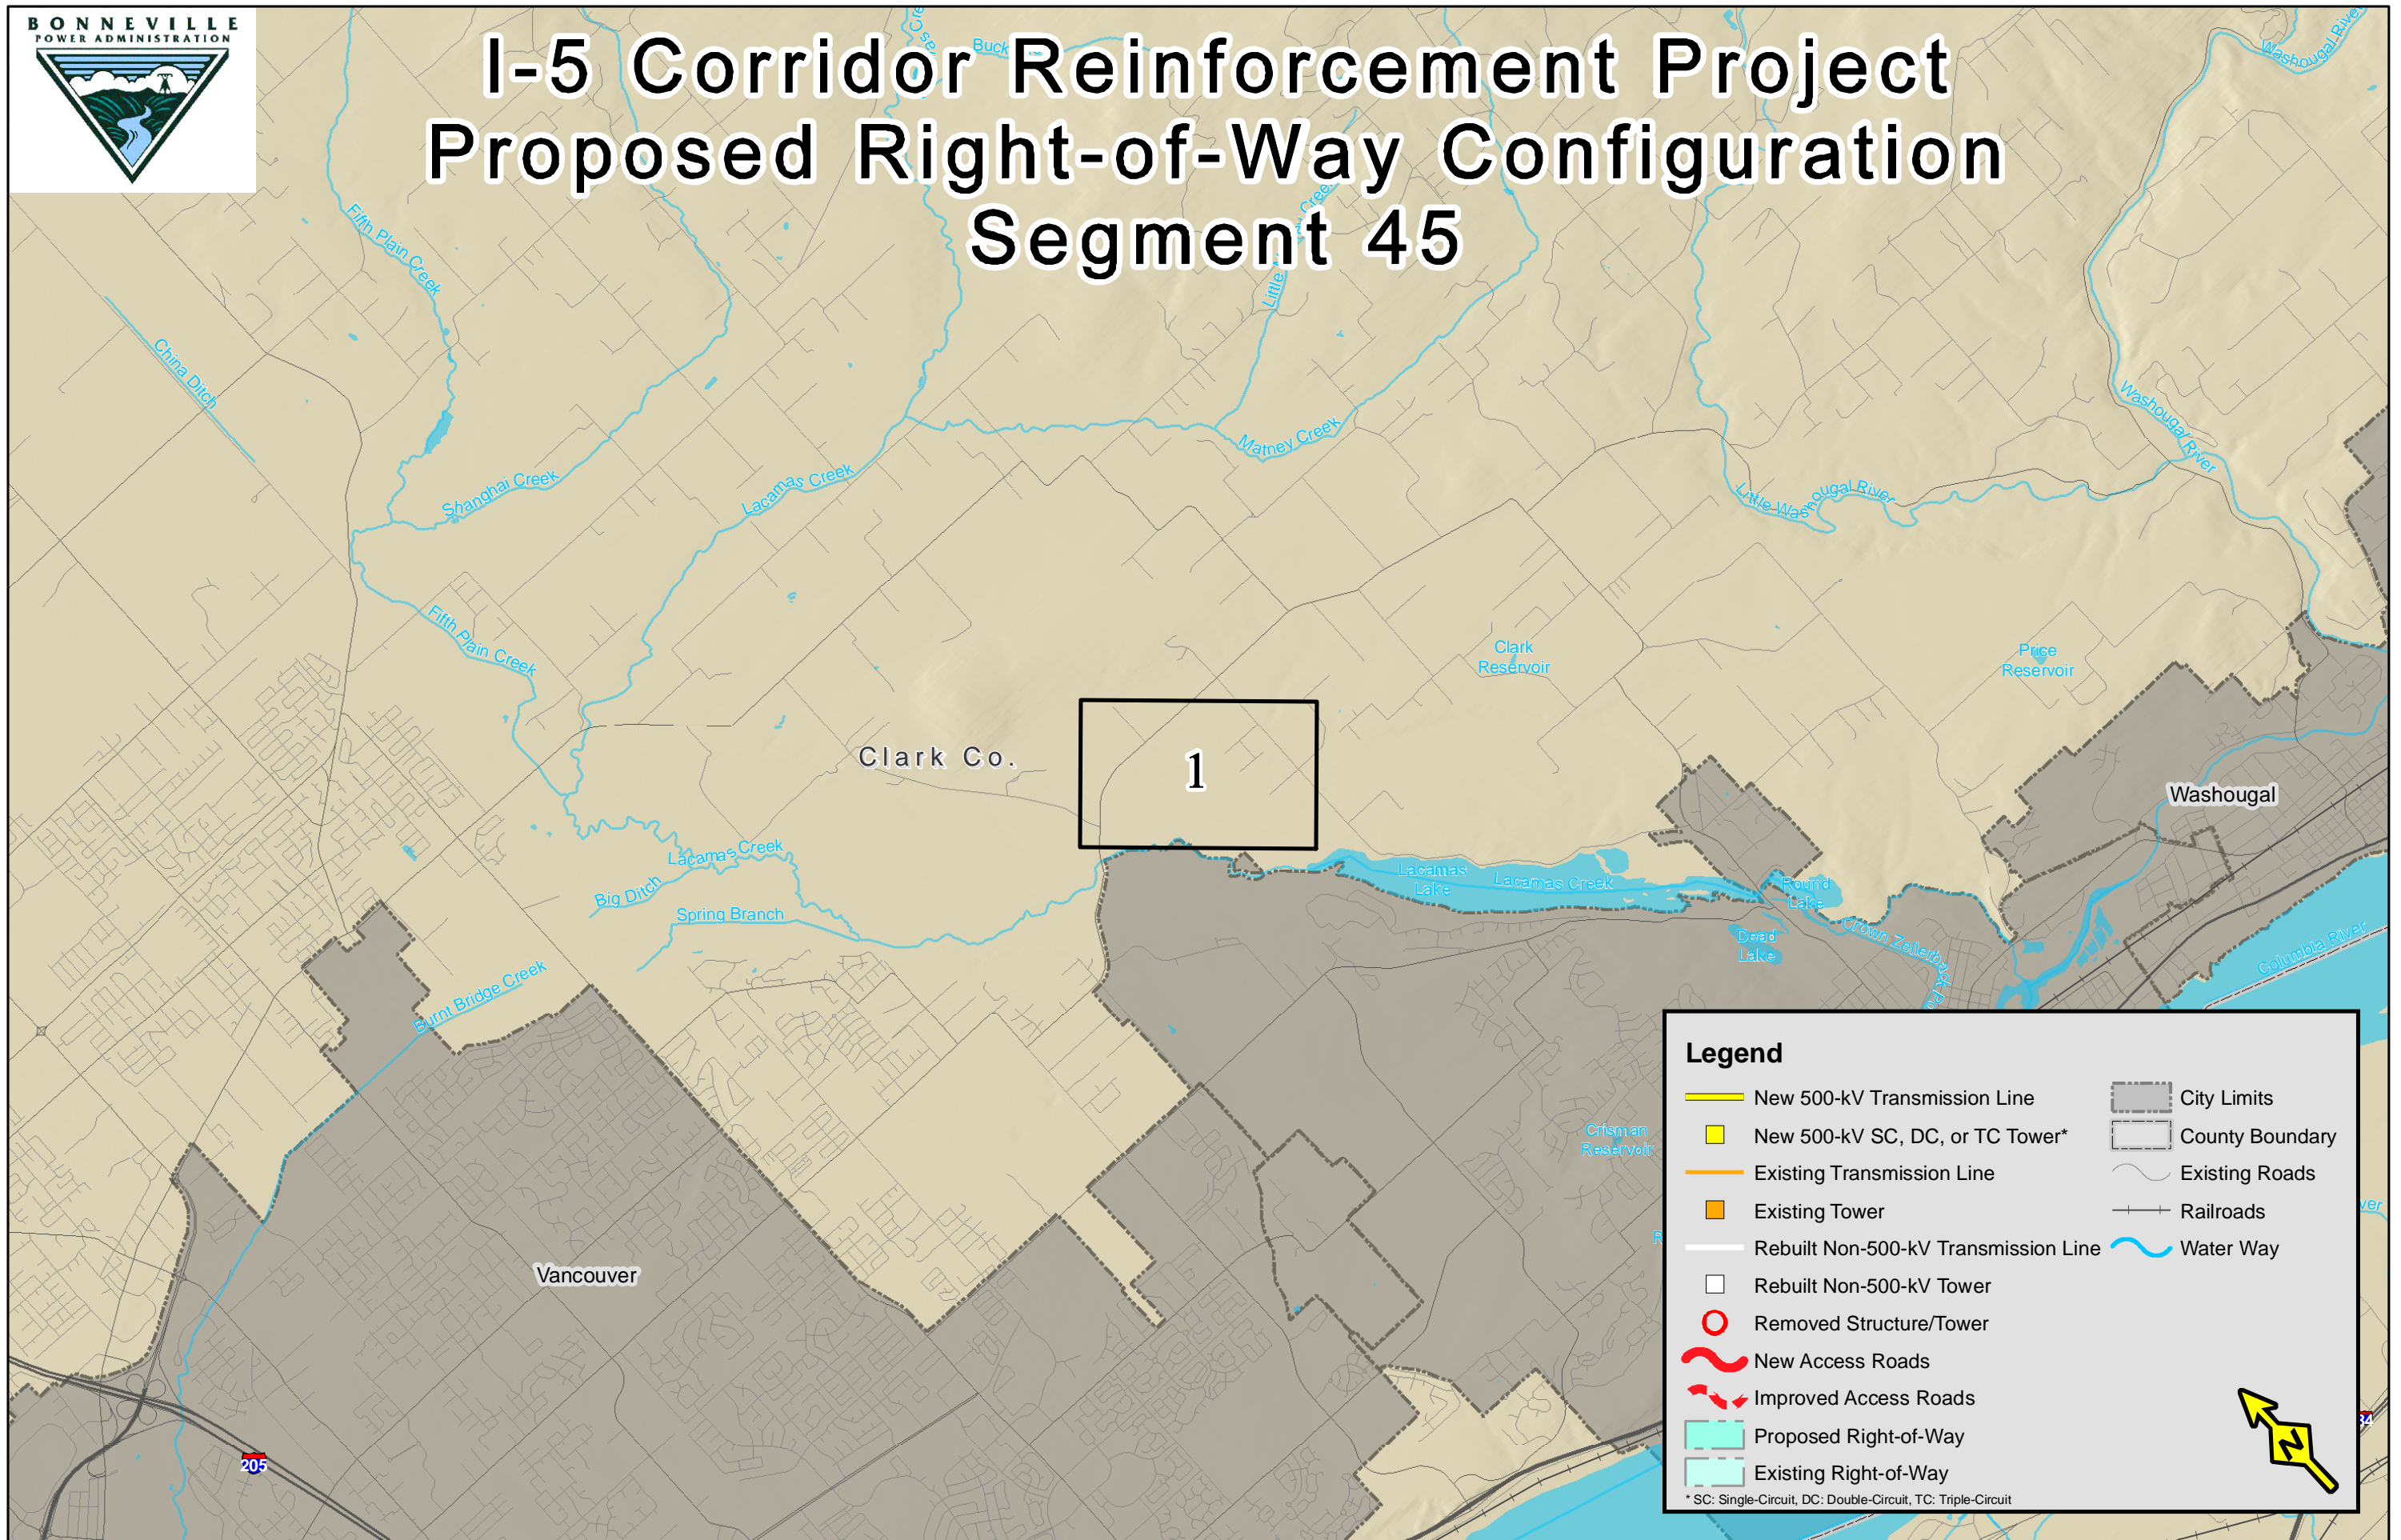 BONNEVILLE
POWER ADMINISTRATION
I-5 Corridor Reinforcement Project
Proposed Right-of-Way Configuration
Segment 45
Buck
Washougal River
Fifth Plain Creek
China Ditch
Little
Creek
Matney Creek
Washougal River
Shanghai Creek
Lacamas Creek
Little Washougal River
Fifth Plain Creek
Clark
Reservoir
Price
Reservoir
Clark Co.
1
Washougal
Lacamas Creek
Big Ditch
Spring Branch
Lacamas
Lake
Lacamas Creek
Round
Lake
Dead
Lake
Crown Zellerback
Columbia River
Burnt Bridge Creek
Crisman
Reservoir
Vancouver
205
Legend
New 500-kV Transmission Line
New 500-kV SC, DC, or TC Tower*
Existing Transmission Line
Existing Tower
Rebuilt Non-500-kV Transmission Line
Rebuilt Non-500-kV Tower
Removed Structure/Tower
New Access Roads
Improved Access Roads
Proposed Right-of-Way
Existing Right-of-Way
City Limits
County Boundary
Existing Roads
Railroads
Water Way
* SC: Single-Circuit, DC: Double-Circuit, TC: Triple-Circuit
N